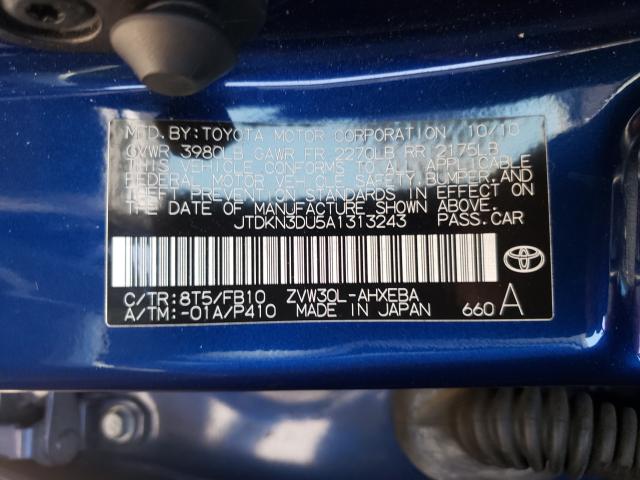 MFD. BY: TOYOTA MOTOR CORPORATION 10/10
GVWR 3980LB GAWR FR 2270LB RR 2175LB
THIS VEHICLE CONFORMS TO ALL APPLICABLE
FEDERAL MOTOR VEHICLE SAFETY, BUMPER, AND
THEFT PREVENTION STANDARDS IN EFFECT ON
THE DATE OF MANUFACTURE SHOWN ABOVE.
JTDKN3DU5A1313243 PASS.CAR
C/TR:8T5/FB10 ZVW30L-AHXEBA
A/TM:-01A/P410 MADE IN JAPAN 660 A